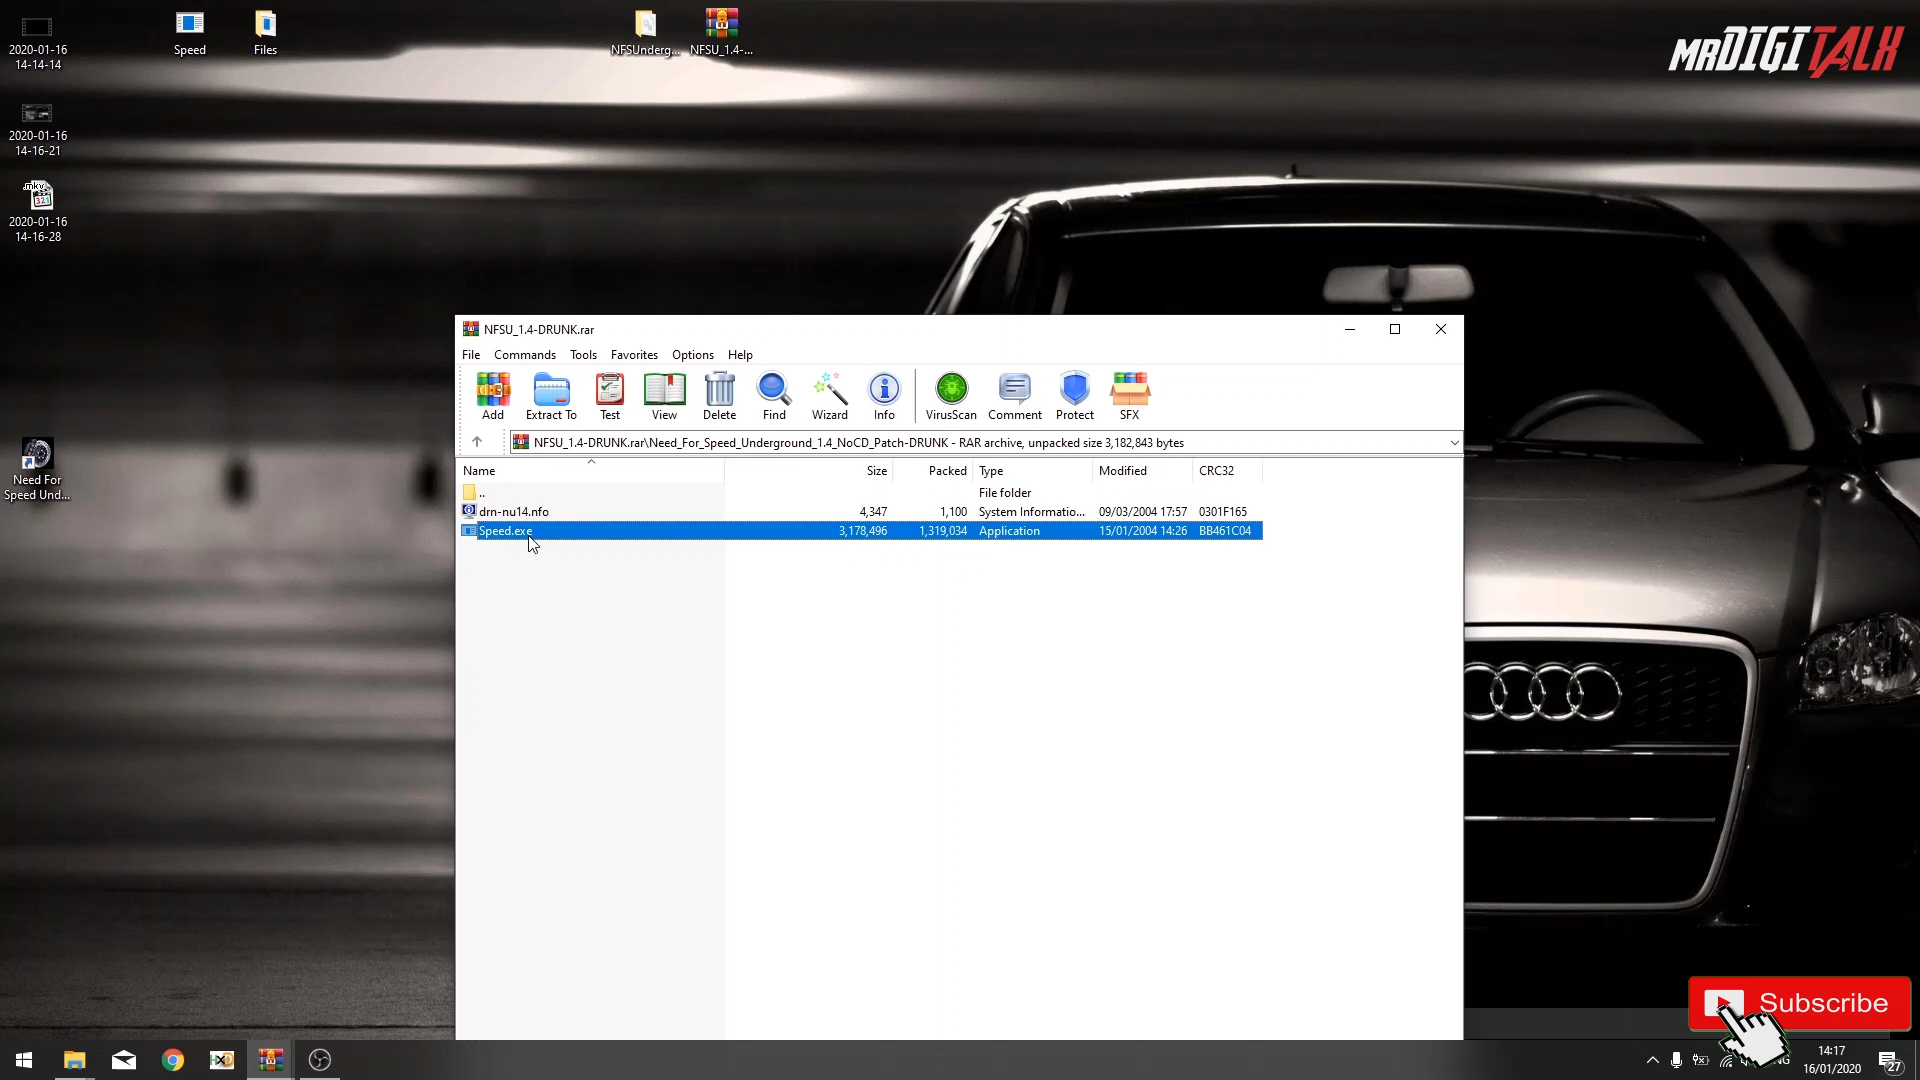 2020-01-16
14-14-14
Speed
Files
NFSUnderg...
NFSU_1.4-...
MRDIGITALX
2020-01-16
14-16-21
.mkv
321
2020-01-16
14-16-28
Need For
Speed Und...
NFSU_1.4-DRUNK.rar
File Commands Tools Favorites Options Help
Add Extract To Test View Delete Find Wizard Info VirusScan Comment Protect SFX
NFSU_1.4-DRUNK.rar\Need_For_Speed_Underground_1.4_NoCD_Patch-DRUNK - RAR archive, unpacked size 3,182,843 bytes
Name Size Packed Type Modified CRC32
.. File folder
drn-nu14.nfo 4,347 1,100 System Informatio... 09/03/2004 17:57 0301F165
Speed.exe 3,178,496 1,319,034 Application 15/01/2004 14:26 BB461C04
Subscribe
14:17
16/01/2020
27